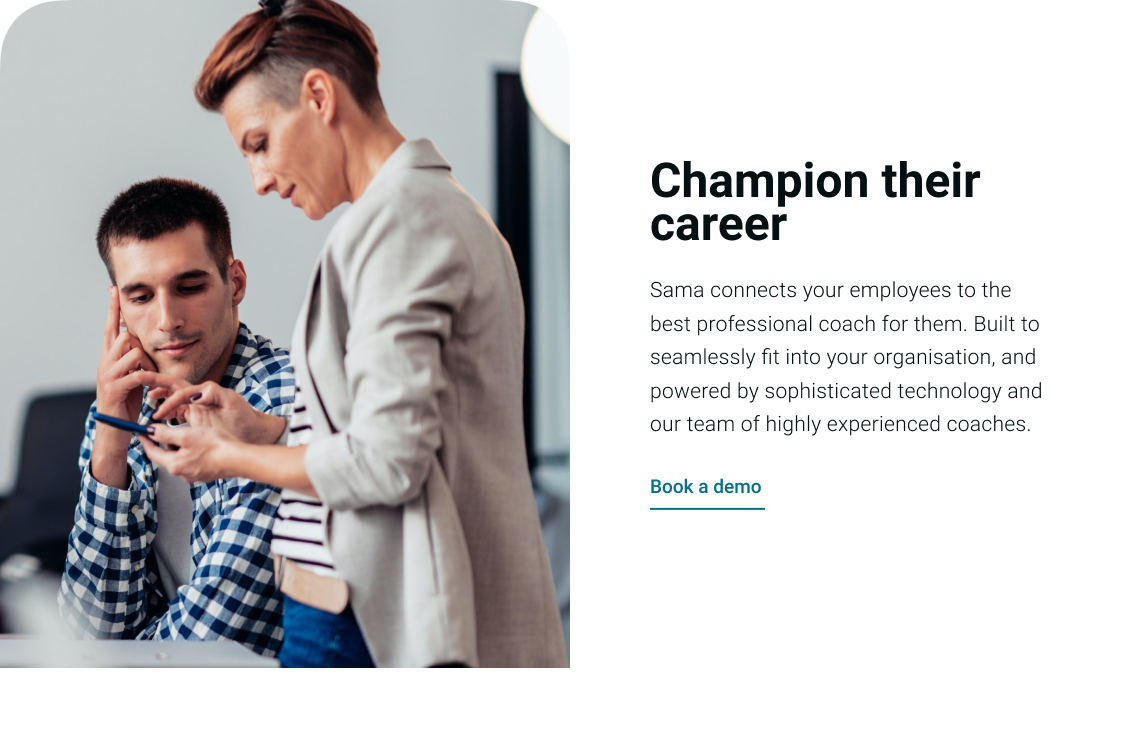 Champion their
career
Sama connects your employees to the
best professional coach for them. Built to
seamlessly fit into your organisation, and
powered by sophisticated technology and
our team of highly experienced coaches.
Book a demo